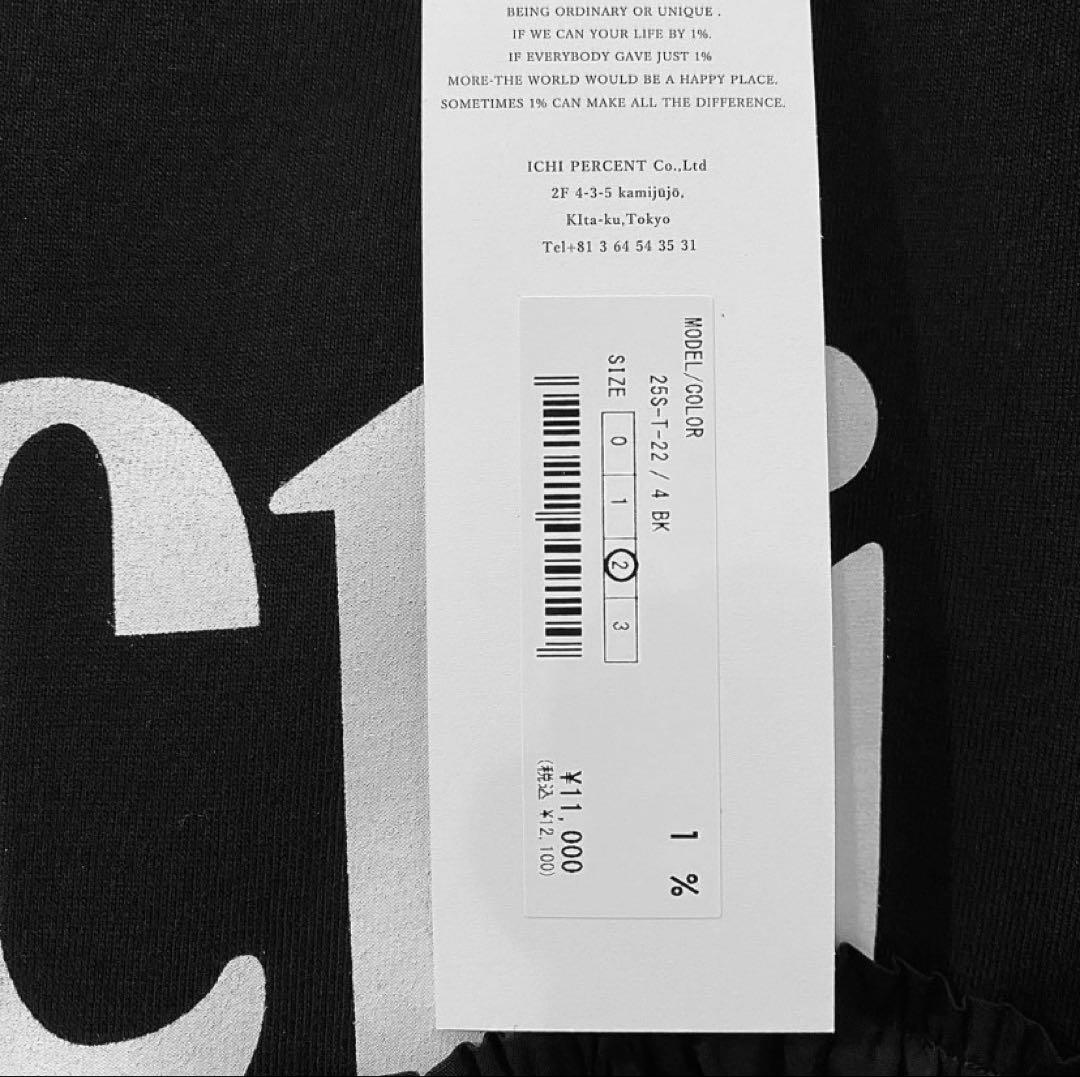 BEING ORDINARY OR UNIQUE .
IF WE CAN YOUR LIFE BY 1%.
IF EVERYBODY GAVE JUST 1%
MORE-THE WORLD WOULD BE A HAPPY PLACE.
SOMETIMES 1% CAN MAKE ALL THE DIFFERENCE.
ICHI PERCENT Co.,Ltd
2F 4-3-5 kamijūjō,
KIta-ku,Tokyo
Tel+81 3 64 54 35 31
MODEL/COLOR
25S-T-22 / 4 BK
SIZE 0 1 2 3
1 %
¥11,000
(税込 ¥12,100)